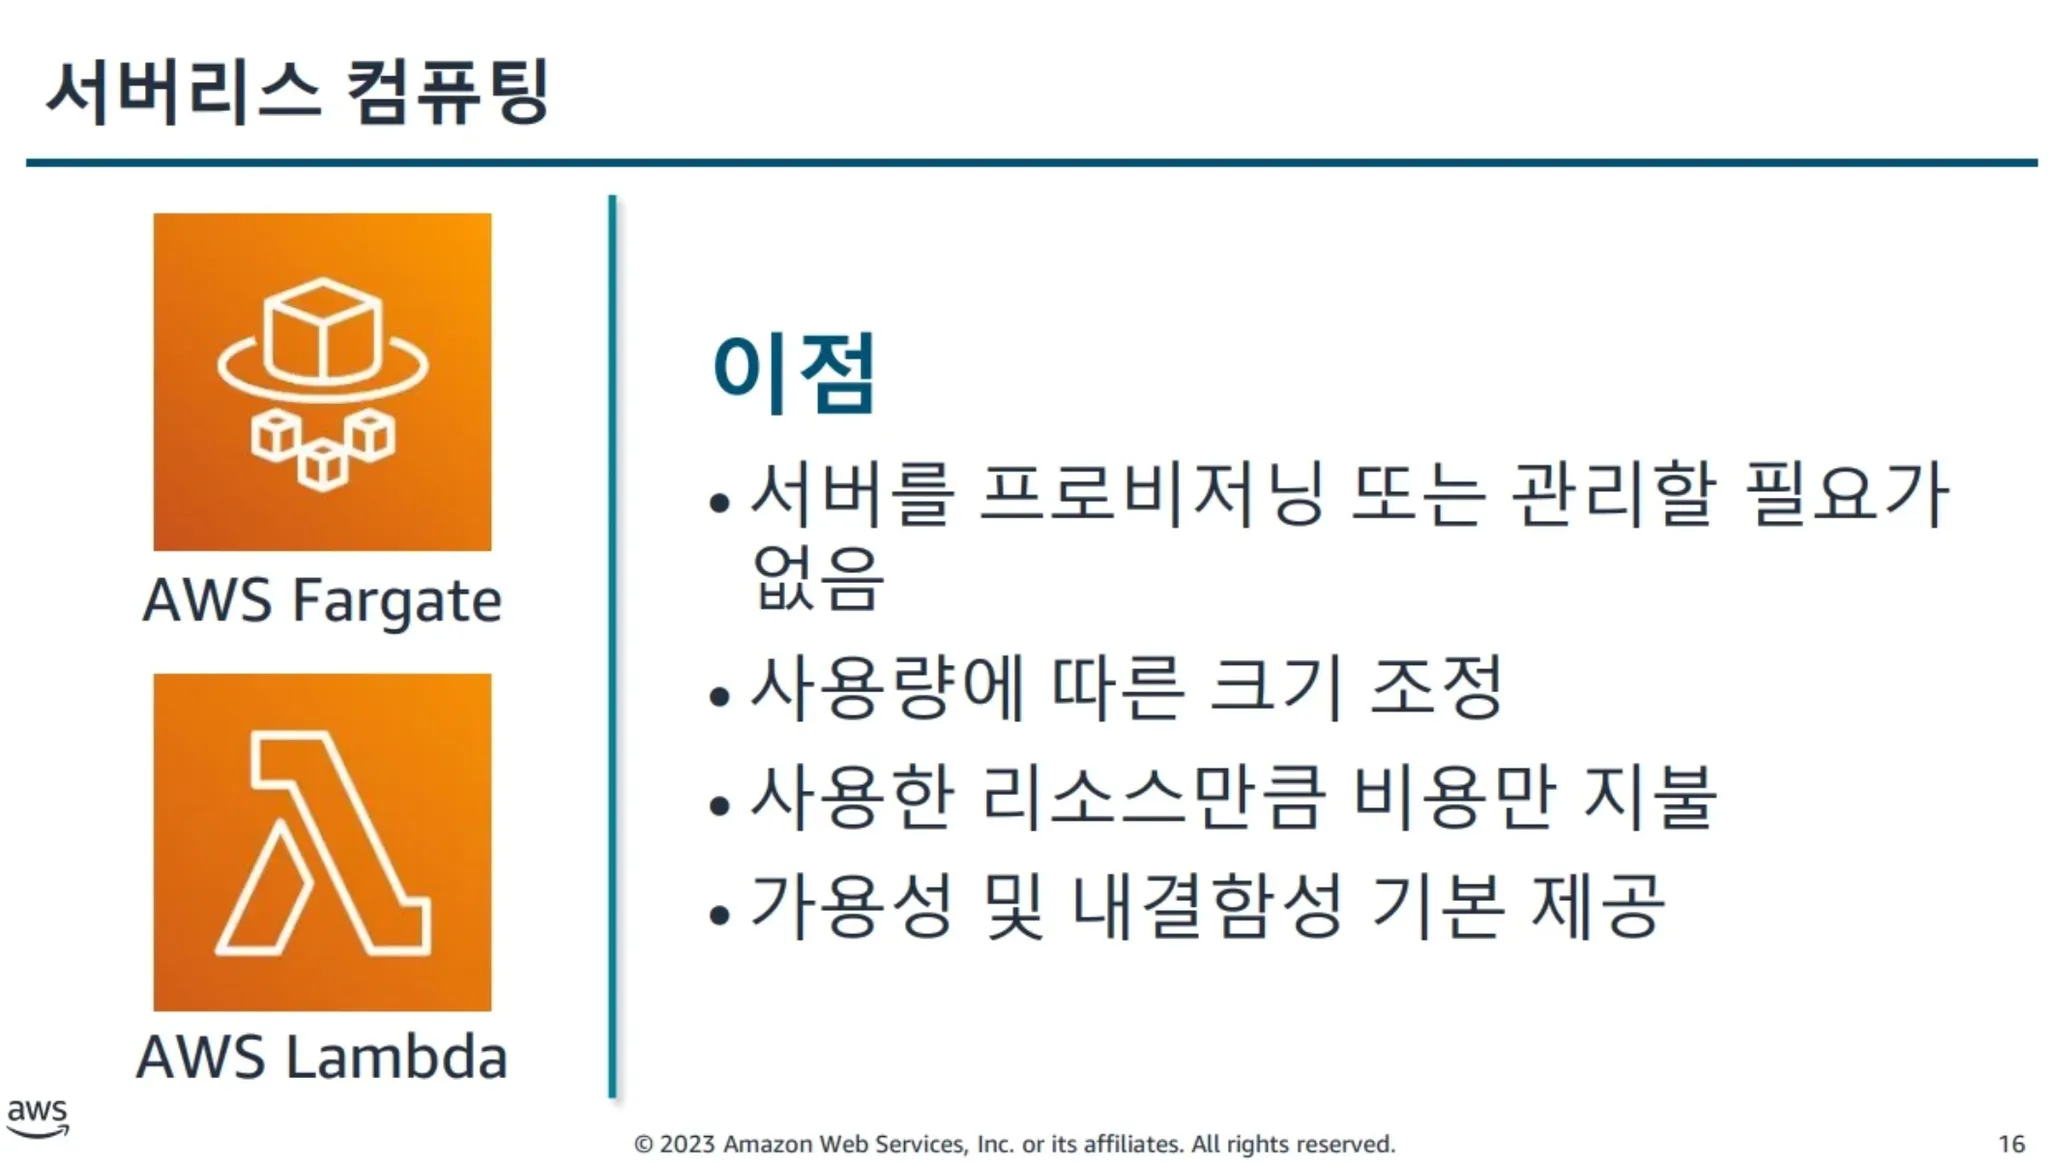 서버리스 컴퓨팅
AWS Fargate
AWS Lambda
이점
• 서버를 프로비저닝 또는 관리할 필요가
없음
• 사용량에 따른 크기 조정
• 사용한 리소스만큼 비용만 지불
• 가용성 및 내결함성 기본 제공
aws
© 2023 Amazon Web Services, Inc. or its affiliates. All rights reserved.
16